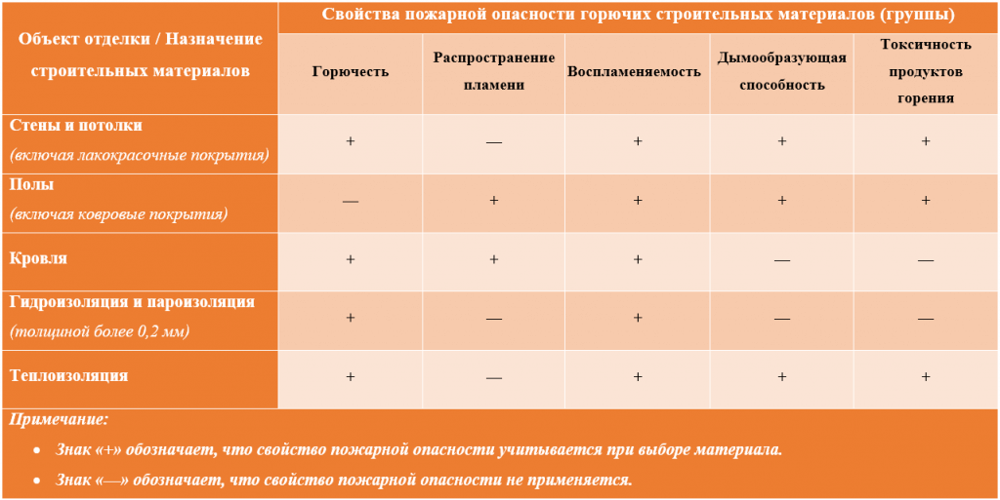 Объект отделки / Назначение
строительных материалов
Свойства пожарной опасности горючих строительных материалов (группы)
Горючесть
Распространение
пламени
Воспламеняемость
Дымообразующая
способность
Токсичность
продуктов
горения
Стены и потолки
(включая лакокрасочные покрытия)
+ — + + +
Полы
(включая ковровые покрытия)
— + + + +
Кровля
+ + + — —
Гидроизоляция и пароизоляция
(толщиной более 0,2 мм)
+ — + — —
Теплоизоляция
+ — + + +
Примечание:
• Знак «+» обозначает, что свойство пожарной опасности учитывается при выборе материала.
• Знак «—» обозначает, что свойство пожарной опасности не применяется.